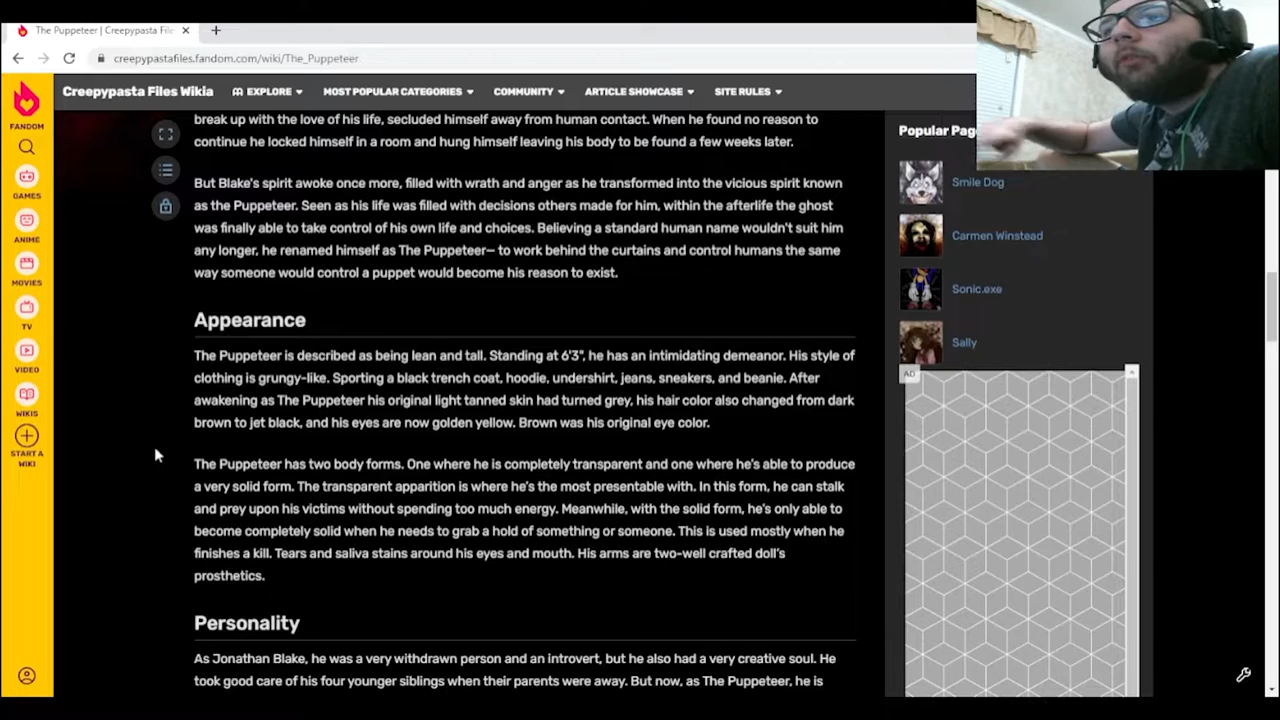 The Puppeteer | Creepypasta File
creepypastafiles.fandom.com/wiki/The_Puppeteer
FANDOM
GAMES
ANIME
MOVIES
TV
VIDEO
WIKIS
START A
WIKI
Creepypasta Files Wikia
EXPLORE
MOST POPULAR CATEGORIES
COMMUNITY
ARTICLE SHOWCASE
SITE RULES
break up with the love of his life, secluded himself away from human contact. When he found no reason to
continue he locked himself in a room and hung himself leaving his body to be found a few weeks later.
But Blake's spirit awoke once more, filled with wrath and anger as he transformed into the vicious spirit known
as the Puppeteer. Seen as his life was filled with decisions others made for him, within the afterlife the ghost
was finally able to take control of his own life and choices. Believing a standard human name wouldn't suit him
any longer, he renamed himself as The Puppeteer— to work behind the curtains and control humans the same
way someone would control a puppet would become his reason to exist.
Appearance
The Puppeteer is described as being lean and tall. Standing at 6'3", he has an intimidating demeanor. His style of
clothing is grungy-like. Sporting a black trench coat, hoodie, undershirt, jeans, sneakers, and beanie. After
awakening as The Puppeteer his original light tanned skin had turned grey, his hair color also changed from dark
brown to jet black, and his eyes are now golden yellow. Brown was his original eye color.
The Puppeteer has two body forms. One where he is completely transparent and one where he's able to produce
a very solid form. The transparent apparition is where he's the most presentable with. In this form, he can stalk
and prey upon his victims without spending too much energy. Meanwhile, with the solid form, he's only able to
become completely solid when he needs to grab a hold of something or someone. This is used mostly when he
finishes a kill. Tears and saliva stains around his eyes and mouth. His arms are two-well crafted doll's
prosthetics.
Personality
As Jonathan Blake, he was a very withdrawn person and an introvert, but he also had a very creative soul. He
took good care of his four younger siblings when their parents were away. But now, as The Puppeteer, he is
Popular Pag
Smile Dog
Carmen Winstead
Sonic.exe
Sally
AD